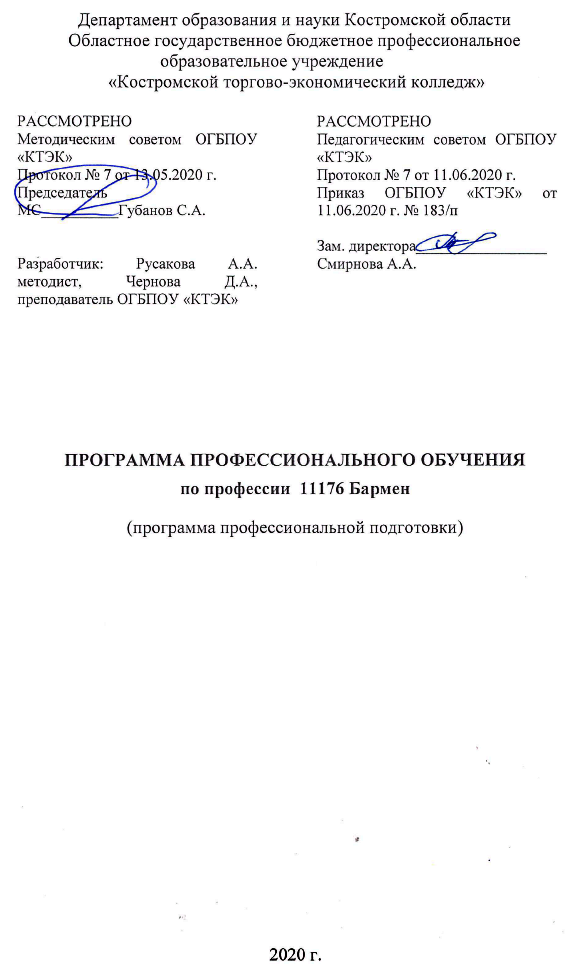 Департамент образования и науки Костромской области
Областное государственное бюджетное профессиональное
образовательное учреждение
«Костромской торгово-экономический колледж»
РАССМОТРЕНО
Методическим советом ОГБПОУ
«КТЭК»
Протокол № 7 от 13.05.2020 г.
Председатель
МС__________Губанов С.А.
Разработчик: Русакова А.А.
методист, Чернова Д.А.,
преподаватель ОГБПОУ «КТЭК»
РАССМОТРЕНО
Педагогическим советом ОГБПОУ
«КТЭК»
Протокол № 7 от 11.06.2020 г.
Приказ ОГБПОУ «КТЭК» от
11.06.2020 г. № 183/п
Зам. директора_________________
Смирнова А.А.
ПРОГРАММА ПРОФЕССИОНАЛЬНОГО ОБУЧЕНИЯ
по профессии 11176 Бармен
(программа профессиональной подготовки)
2020 г.